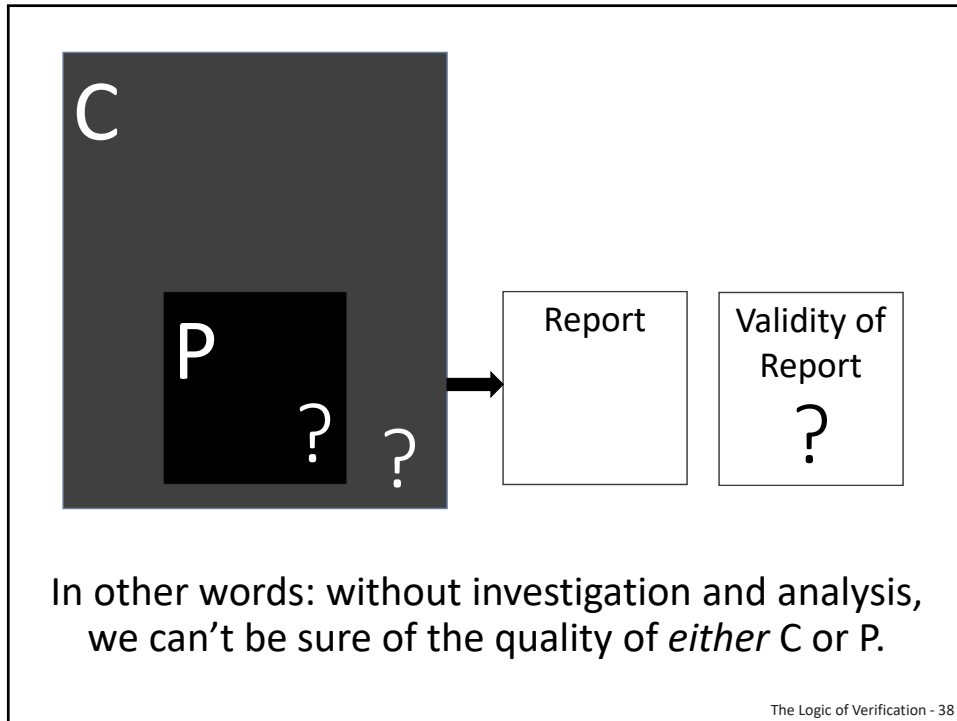 C
P
?
?
Report
Validity of
Report
?
In other words: without investigation and analysis,
we can’t be sure of the quality of either C or P.
The Logic of Verification - 38